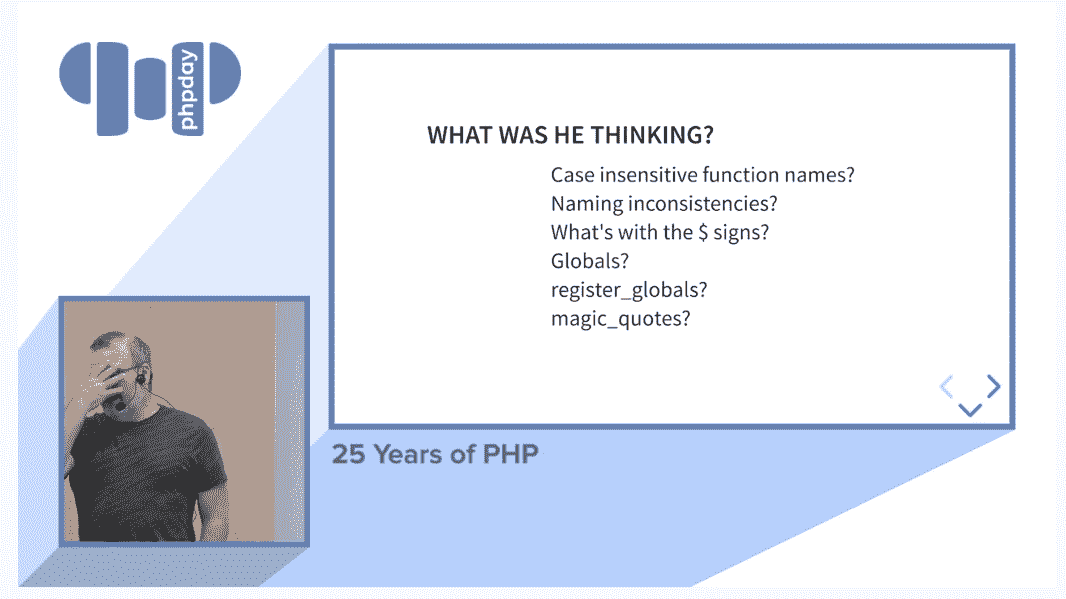 phpday
WHAT WAS HE THINKING?
Case insensitive function names?
Naming inconsistencies?
What's with the $ signs?
Globals?
register_globals?
magic_quotes?
25 Years of PHP